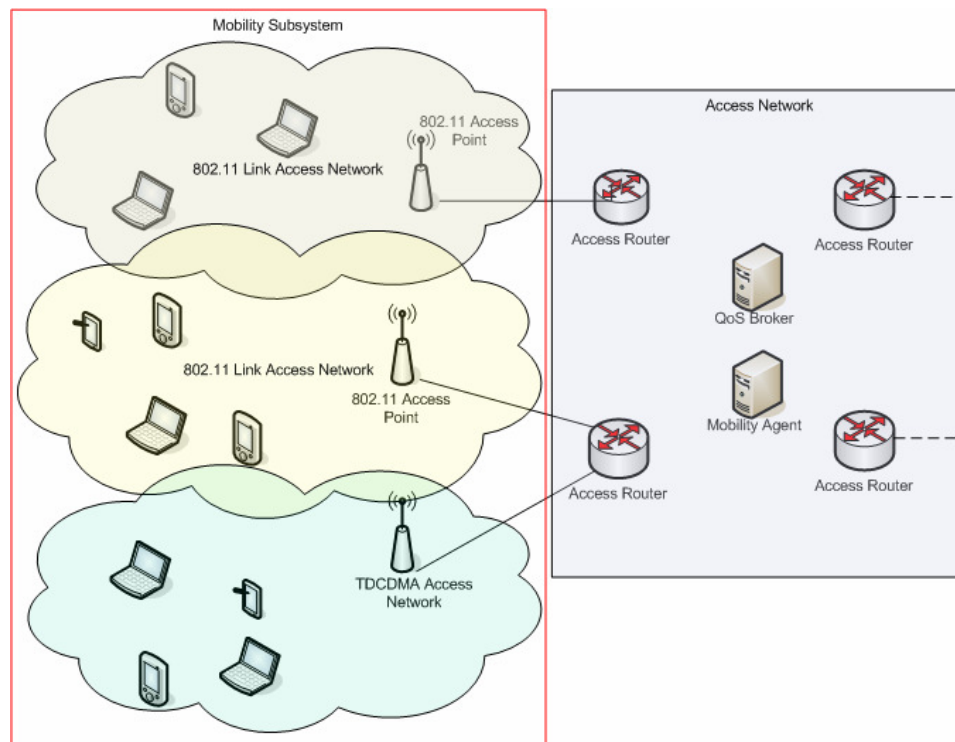 Mobility Subsystem
802.11 Access
Point
802.11 Link Access Network
802.11 Link Access Network
802.11 Access
Point
TDCDMA Access
Network
Access Network
Access Router
Access Router
QoS Broker
Mobility Agent
Access Router
Access Router